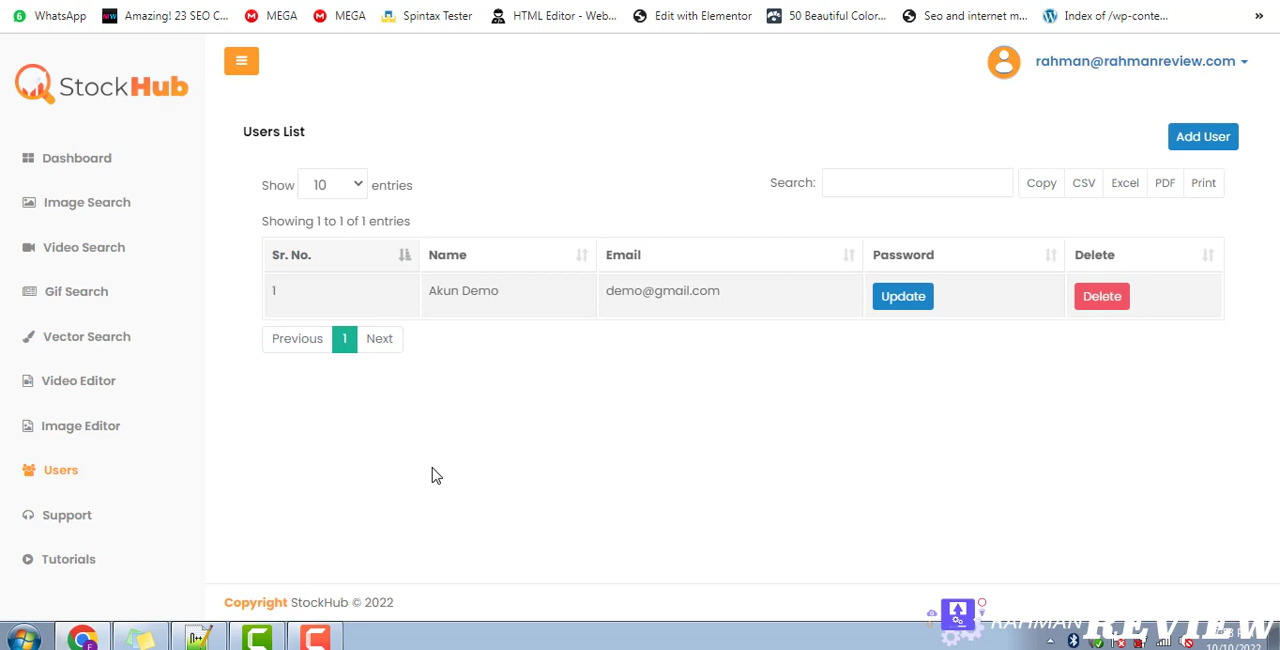 WhatsApp Amazing! 23 SEO C... MEGA MEGA Spintax Tester HTML Editor - Web... Edit with Elementor 50 Beautiful Color... Seo and internet m... Index of /wp-conte... »
StockHub
rahman@rahmanreview.com
Users List
Add User
Dashboard
Show 10 entries
Search:
Copy CSV Excel PDF Print
Image Search
Showing 1 to 1 of 1 entries
Video Search
Sr. No. Name Email Password Delete
Gif Search
1 Akun Demo demo@gmail.com Update Delete
Vector Search
Previous 1 Next
Video Editor
Image Editor
Users
Support
Tutorials
Copyright StockHub © 2022
RAHMAN REVIEW
10/10/2022